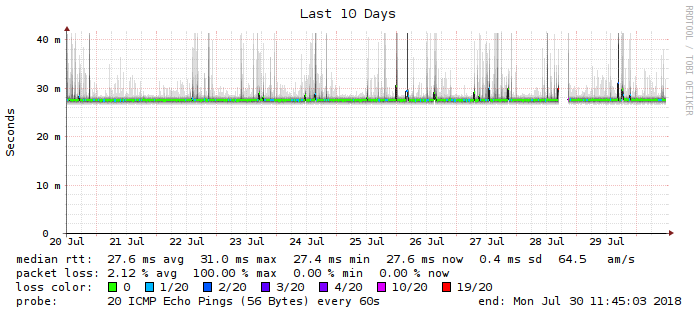 Last 10 Days
RRDTOOL / TOBI OETIKER
Seconds
40 m
30 m
20 m
10 m
0
20 Jul 21 Jul 22 Jul 23 Jul 24 Jul 25 Jul 26 Jul 27 Jul 28 Jul 29 Jul
median rtt: 27.6 ms avg 31.0 ms max 27.4 ms min 27.6 ms now 0.4 ms sd 64.5 am/s
packet loss: 2.12 % avg 100.00 % max 0.00 % min 0.00 % now
loss color: 0 1/20 2/20 3/20 4/20 10/20 19/20
probe: 20 ICMP Echo Pings (56 Bytes) every 60s end: Mon Jul 30 11:45:03 2018